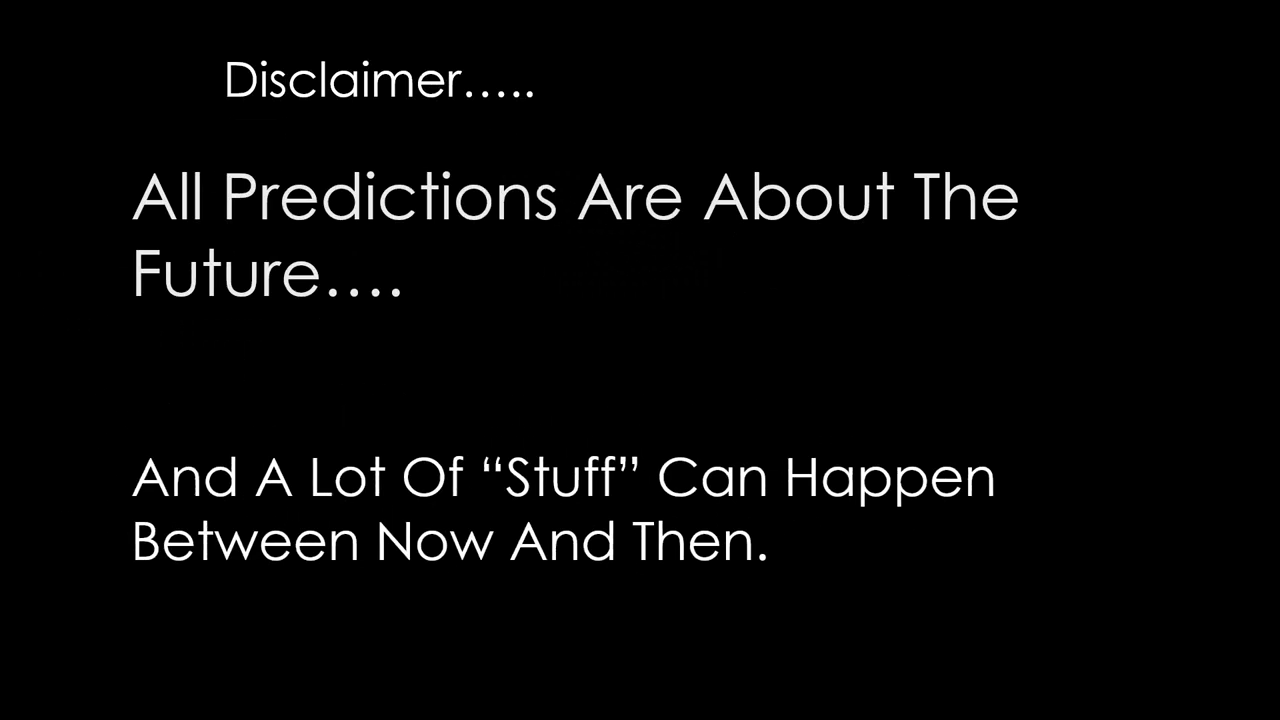 Disclaimer…..
All Predictions Are About The
Future….
And A Lot Of “Stuff” Can Happen
Between Now And Then.